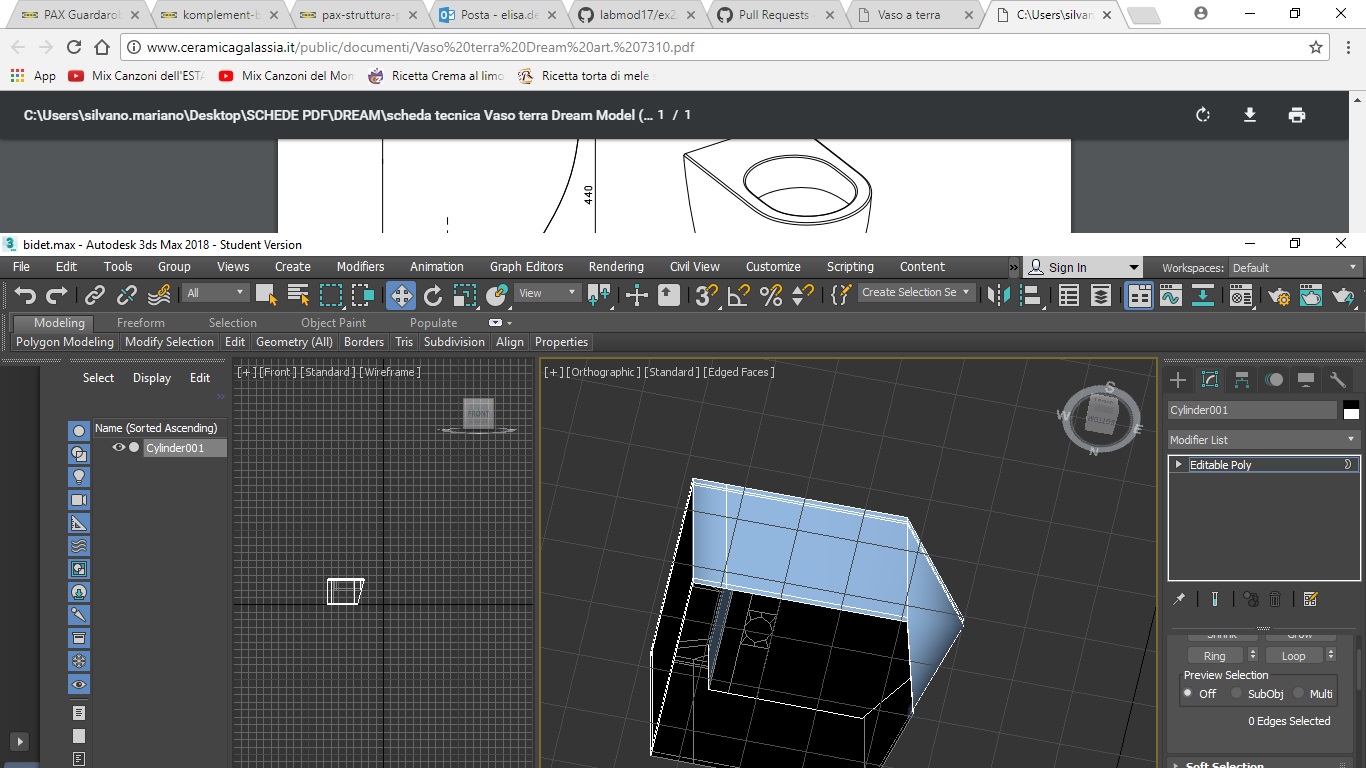 PAX Guardarob
komplement-b
pax-struttura-p
Posta - elisa.de
labmod17/ex2
Pull Requests -
Vaso a terra
C:\Users\silvan
www.ceramicagalassia.it/public/documenti/Vaso%20terra%20Dream%20art.%207310.pdf
App
Mix Canzoni dell'EST
Mix Canzoni del Mon
Ricetta Crema al limo
Ricetta torta di mele
C:\Users\silvano.mariano\Desktop\SCHEDE PDF\DREAM\scheda tecnica Vaso terra Dream Model (... 1 / 1
440
bidet.max - Autodesk 3ds Max 2018 - Student Version
File Edit Tools Group Views Create Modifiers Animation Graph Editors Rendering Civil View Customize Scripting Content » Sign In Workspaces: Default
All View Create Selection Se
Modeling Freeform Selection Object Paint Populate
Polygon Modeling Modify Selection Edit Geometry (All) Borders Tris Subdivision Align Properties
Select Display Edit
»
Name (Sorted Ascending)
Cylinder001
[+] [Front ] [Standard ] [Wireframe ]
FRONT
[+] [Orthographic ] [Standard ] [Edged Faces ]
S
W
E
N
Cylinder001
Modifier List
Editable Poly
Shrink Grow
Ring Loop
Preview Selection
Off SubObj Multi
0 Edges Selected
Soft Selection